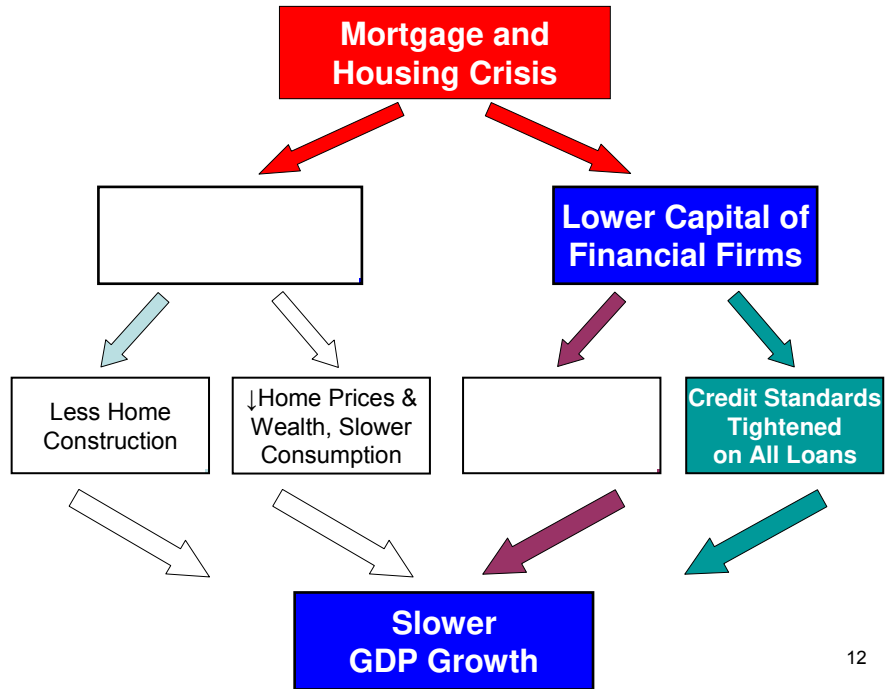 Mortgage and
Housing Crisis
Lower Capital of
Financial Firms
Less Home
Construction
↓Home Prices &
Wealth, Slower
Consumption
Credit Standards
Tightened
on All Loans
Slower
GDP Growth
12